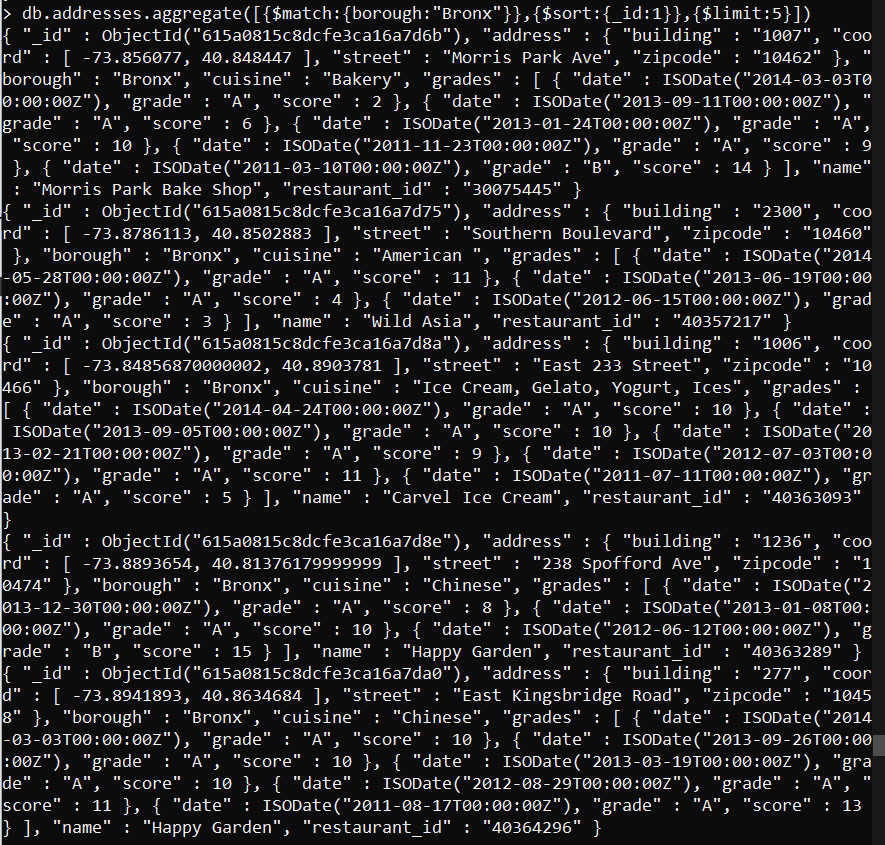 > db.addresses.aggregate([{$match:{borough:"Bronx"}},{$sort:{_id:1}},{$limit:5}])
{ "_id" : ObjectId("615a0815c8dcfe3ca16a7d6b"), "address" : { "building" : "1007", "coo
rd" : [ -73.856077, 40.848447 ], "street" : "Morris Park Ave", "zipcode" : "10462" }, "
borough" : "Bronx", "cuisine" : "Bakery", "grades" : [ { "date" : ISODate("2014-03-03T0
0:00:00Z"), "grade" : "A", "score" : 2 }, { "date" : ISODate("2013-09-11T00:00:00Z"), "
grade" : "A", "score" : 6 }, { "date" : ISODate("2013-01-24T00:00:00Z"), "grade" : "A",
 "score" : 10 }, { "date" : ISODate("2011-11-23T00:00:00Z"), "grade" : "A", "score" : 9
 }, { "date" : ISODate("2011-03-10T00:00:00Z"), "grade" : "B", "score" : 14 } ], "name"
 : "Morris Park Bake Shop", "restaurant_id" : "30075445" }
{ "_id" : ObjectId("615a0815c8dcfe3ca16a7d75"), "address" : { "building" : "2300", "coo
rd" : [ -73.8786113, 40.8502883 ], "street" : "Southern Boulevard", "zipcode" : "10460"
 }, "borough" : "Bronx", "cuisine" : "American ", "grades" : [ { "date" : ISODate("2014
-05-28T00:00:00Z"), "grade" : "A", "score" : 11 }, { "date" : ISODate("2013-06-19T00:00
:00Z"), "grade" : "A", "score" : 4 }, { "date" : ISODate("2012-06-15T00:00:00Z"), "grad
e" : "A", "score" : 3 } ], "name" : "Wild Asia", "restaurant_id" : "40357217" }
{ "_id" : ObjectId("615a0815c8dcfe3ca16a7d8a"), "address" : { "building" : "1006", "coo
rd" : [ -73.84856870000002, 40.8903781 ], "street" : "East 233 Street", "zipcode" : "10
466" }, "borough" : "Bronx", "cuisine" : "Ice Cream, Gelato, Yogurt, Ices", "grades" :
[ { "date" : ISODate("2014-04-24T00:00:00Z"), "grade" : "A", "score" : 10 }, { "date" :
 ISODate("2013-09-05T00:00:00Z"), "grade" : "A", "score" : 10 }, { "date" : ISODate("20
13-02-21T00:00:00Z"), "grade" : "A", "score" : 9 }, { "date" : ISODate("2012-07-03T00:0
0:00Z"), "grade" : "A", "score" : 11 }, { "date" : ISODate("2011-07-11T00:00:00Z"), "gr
ade" : "A", "score" : 5 } ], "name" : "Carvel Ice Cream", "restaurant_id" : "40363093"
}
{ "_id" : ObjectId("615a0815c8dcfe3ca16a7d8e"), "address" : { "building" : "1236", "coo
rd" : [ -73.8893654, 40.81376179999999 ], "street" : "238 Spofford Ave", "zipcode" : "1
0474" }, "borough" : "Bronx", "cuisine" : "Chinese", "grades" : [ { "date" : ISODate("2
013-12-30T00:00:00Z"), "grade" : "A", "score" : 8 }, { "date" : ISODate("2013-01-08T00:
00:00Z"), "grade" : "A", "score" : 10 }, { "date" : ISODate("2012-06-12T00:00:00Z"), "g
rade" : "B", "score" : 15 } ], "name" : "Happy Garden", "restaurant_id" : "40363289" }
{ "_id" : ObjectId("615a0815c8dcfe3ca16a7da0"), "address" : { "building" : "277", "coor
d" : [ -73.8941893, 40.8634684 ], "street" : "East Kingsbridge Road", "zipcode" : "1045
8" }, "borough" : "Bronx", "cuisine" : "Chinese", "grades" : [ { "date" : ISODate("2014
-03-03T00:00:00Z"), "grade" : "A", "score" : 10 }, { "date" : ISODate("2013-09-26T00:00
:00Z"), "grade" : "A", "score" : 10 }, { "date" : ISODate("2013-03-19T00:00:00Z"), "gra
de" : "A", "score" : 10 }, { "date" : ISODate("2012-08-29T00:00:00Z"), "grade" : "A", "
score" : 11 }, { "date" : ISODate("2011-08-17T00:00:00Z"), "grade" : "A", "score" : 13
} ], "name" : "Happy Garden", "restaurant_id" : "40364296" }